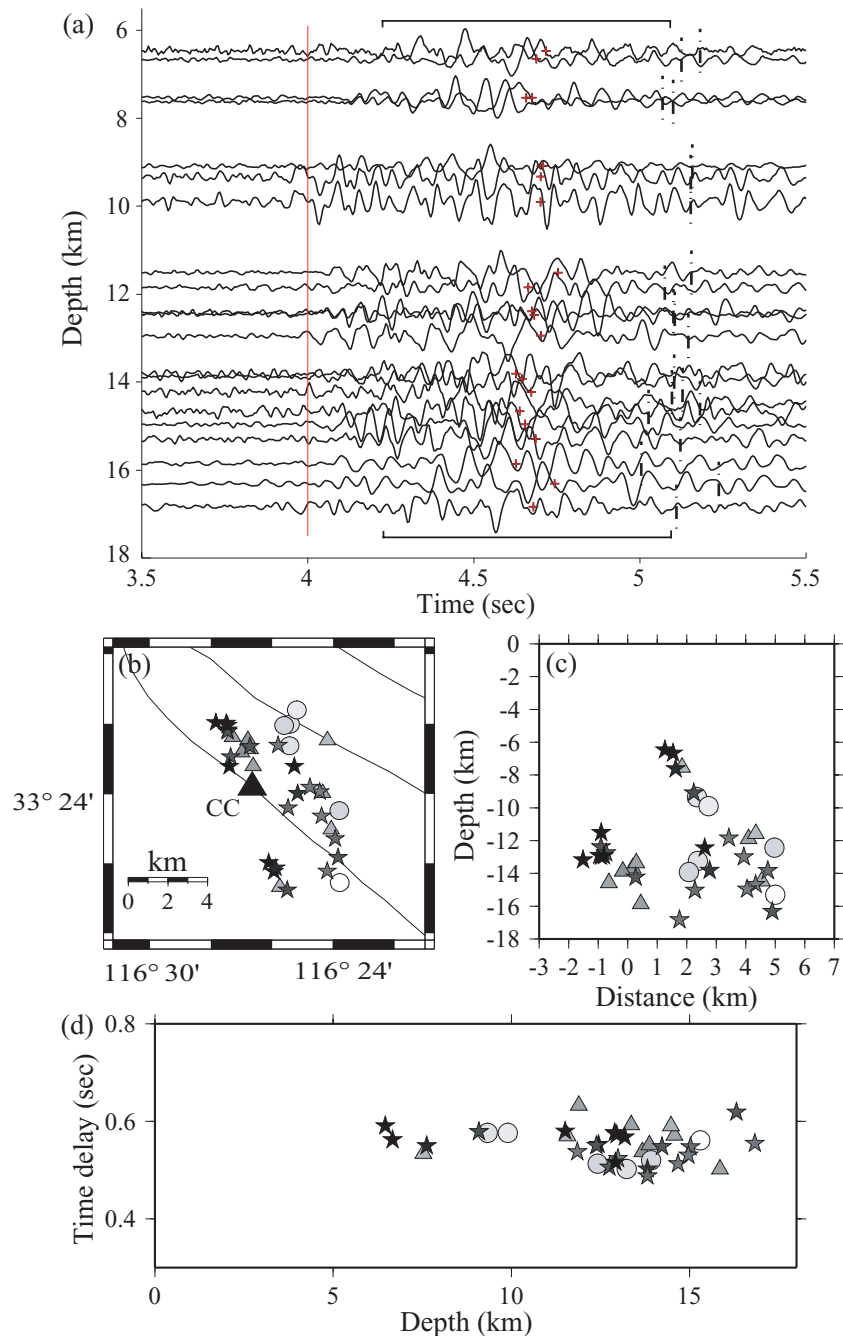 (a)
6
8
10
12
14
16
18
Depth (km)
3.5 4 4.5 5 5.5
Time (sec)
(b)
CC
km
0 2 4
33° 24'
116° 30' 116° 24'
(c)
0
-2
-4
-6
-8
-10
-12
-14
-16
-18
Depth (km)
-3 -2 -1 0 1 2 3 4 5 6 7
Distance (km)
(d)
0.8
0.6
0.4
Time delay (sec)
0 5 10 15
Depth (km)